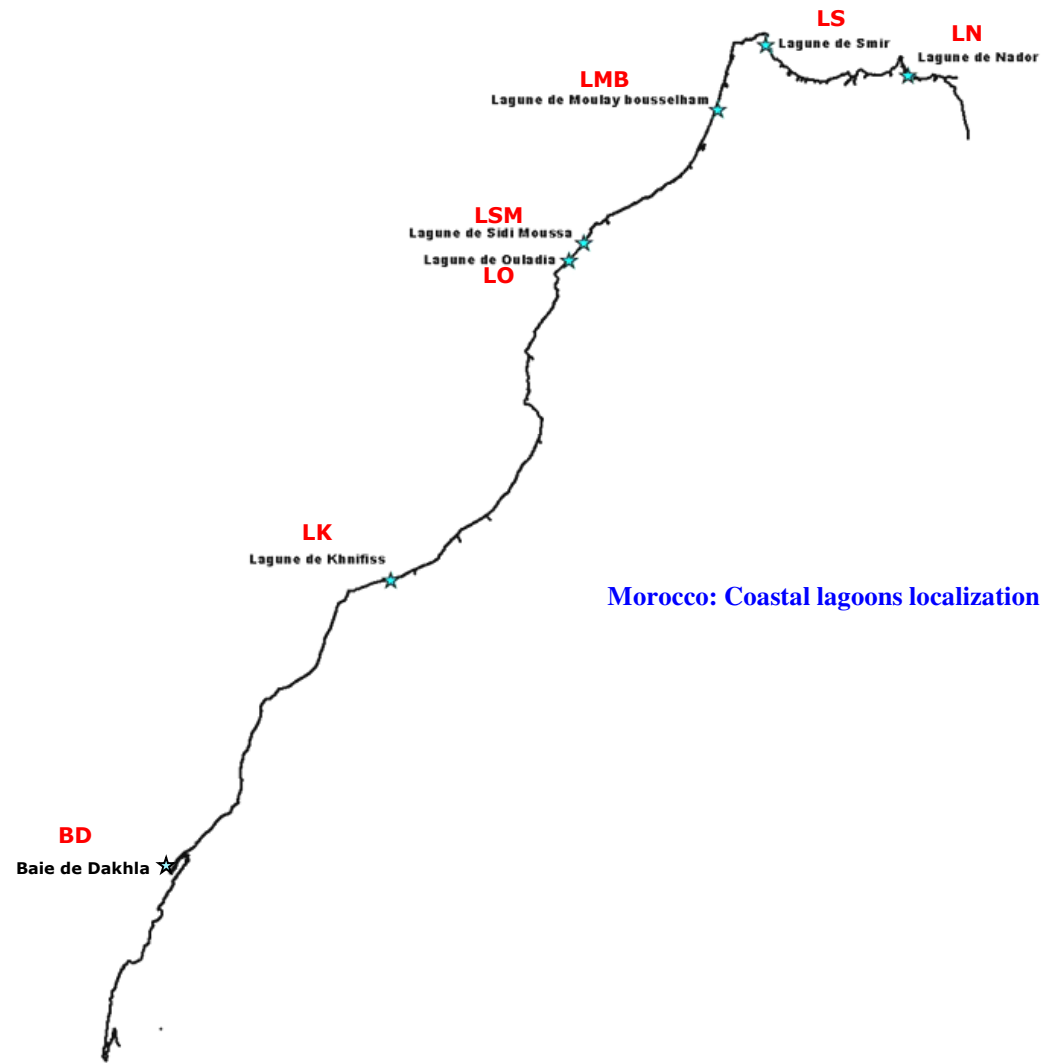 LS
Lagune de Smir
LN
Lagune de Nador
LMB
Lagune de Moulay bousselham
LSM
Lagune de Sidi Moussa
Lagune de Ouladia
LO
LK
Lagune de Khnifiss
Morocco: Coastal lagoons localization
BD
Baie de Dakhla